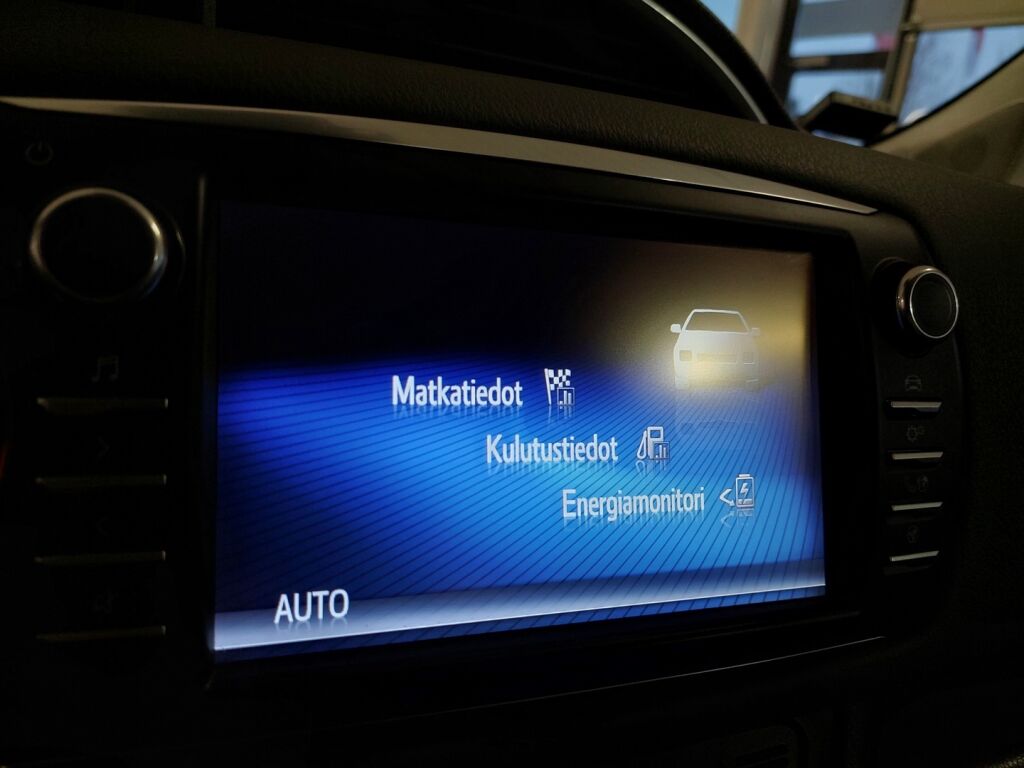 Matkatiedot
Kulutustiedot
Energiamonitori
AUTO